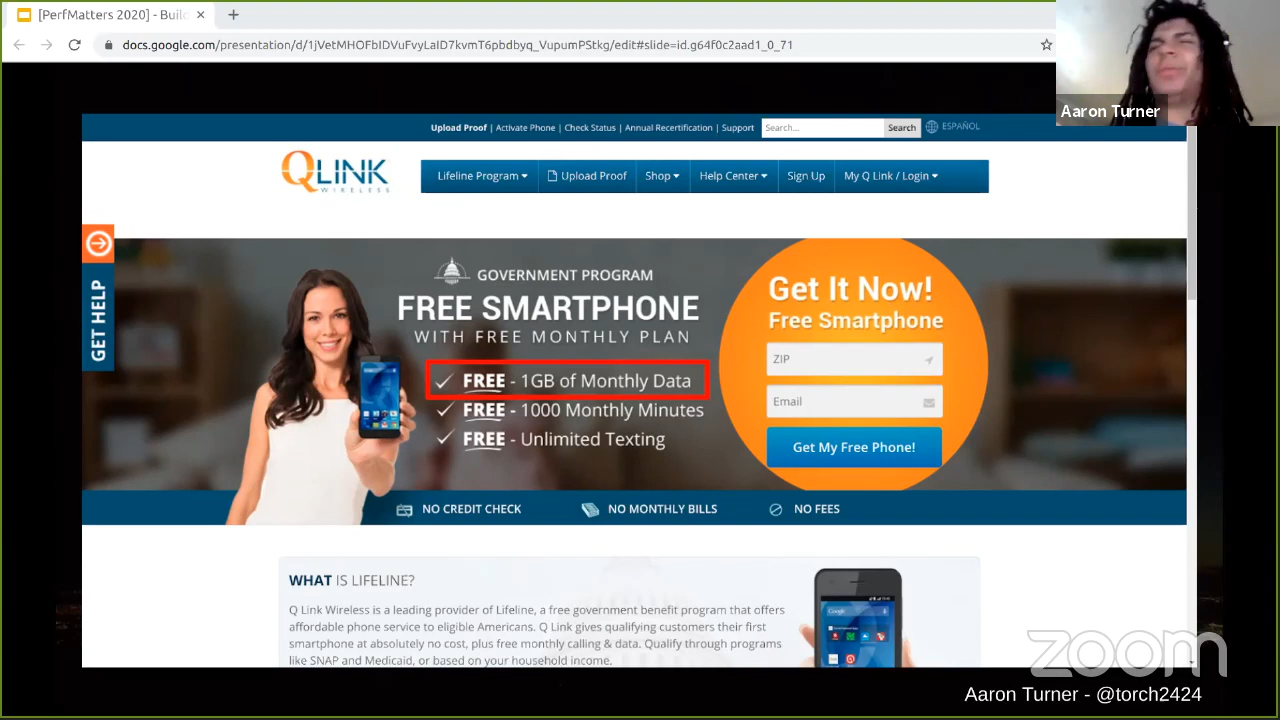 [PerfMatters 2020] - Buil
docs.google.com/presentation/d/1jVetMHOFbIDVuFvyLaID7kvmT6pbdbyq_VupumPStkg/edit#slide=id.g64f0c2aad1_0_71
Aaron Turner
Upload Proof | Activate Phone | Check Status | Annual Recertification | Support
Search...
Search
ESPAÑOL
QLINK
WIRELESS
Lifeline Program
Upload Proof
Shop
Help Center
Sign Up
My Q Link / Login
GET HELP
GOVERNMENT PROGRAM
FREE SMARTPHONE
WITH FREE MONTHLY PLAN
FREE - 1GB of Monthly Data
FREE - 1000 Monthly Minutes
FREE - Unlimited Texting
Get It Now!
Free Smartphone
ZIP
Email
Get My Free Phone!
NO CREDIT CHECK
NO MONTHLY BILLS
NO FEES
WHAT IS LIFELINE?
Q Link Wireless is a leading provider of Lifeline, a free government benefit program that offers
affordable phone service to eligible Americans. Q Link gives qualifying customers their first
smartphone at absolutely no cost, plus free monthly calling & data. Qualify through programs
like SNAP and Medicaid, or based on your household income.
Google
zoom
Aaron Turner - @torch2424